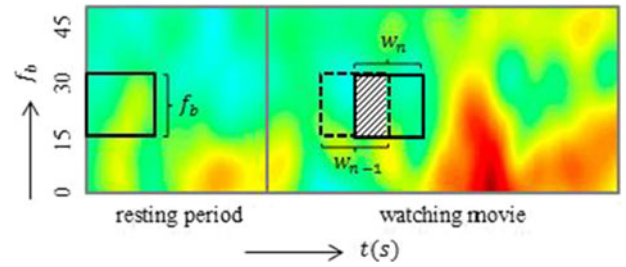 45
30
15
0
f_b
f_b
w_n
w_{n-1}
resting period
watching movie
t(s)